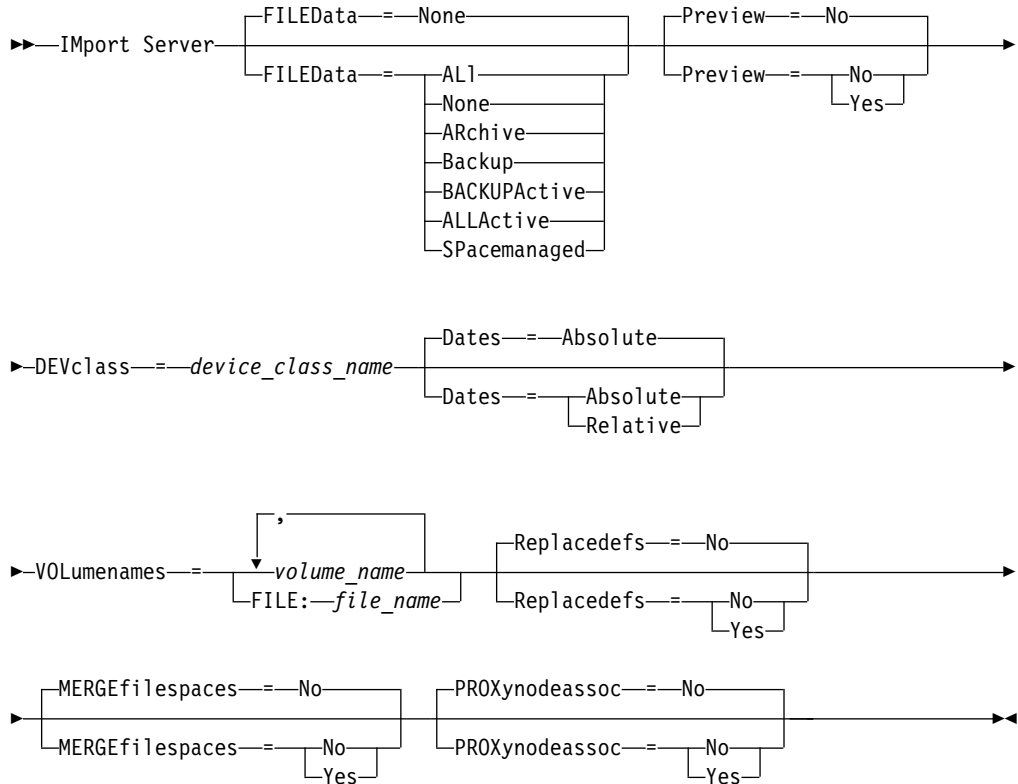 FILEData = None Preview = No
IMport Server
FILEData = ALl Preview = No
None Yes
ARchive
Backup
BACKUPActive
ALLActive
SPacemanaged
Dates = Absolute
DEVclass = device_class_name
Dates = Absolute
Relative
,
Replacedefs = No
VOLumenames = volume_name
FILE: file_name Replacedefs = No
Yes
MERGEfilespaces = No PROXynodeassoc = No
MERGEfilespaces = No PROXynodeassoc = No
Yes Yes